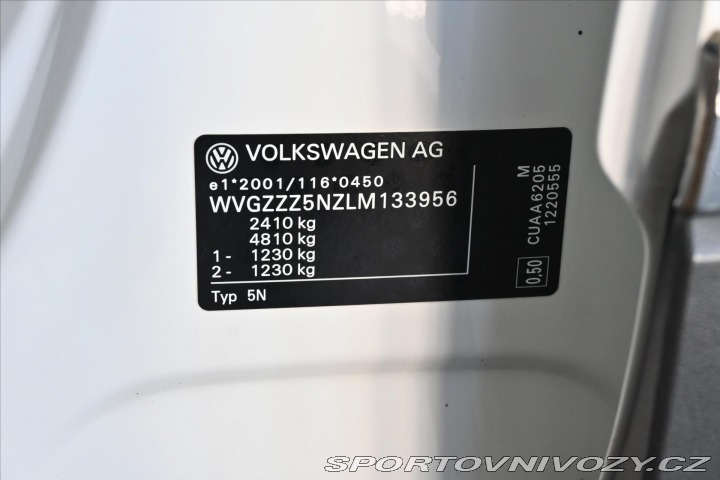 VOLKSWAGEN AG
e1*2001/116*0450
WVGZZZ5NZLM133956
2410 kg
4810 kg
1 - 1230 kg
2 - 1230 kg
Typ 5N
0,50
CUAA6205
M
1220555
SPORTOVNIVOZY.CZ